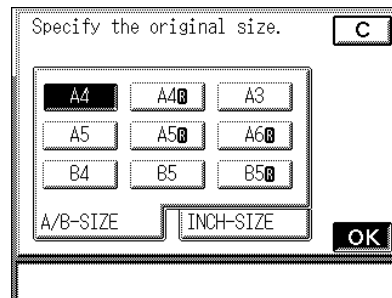 Specify the original size.
C
A4 A4R A3
A5 A5R A6R
B4 B5 B5R
A/B-SIZE INCH-SIZE
OK